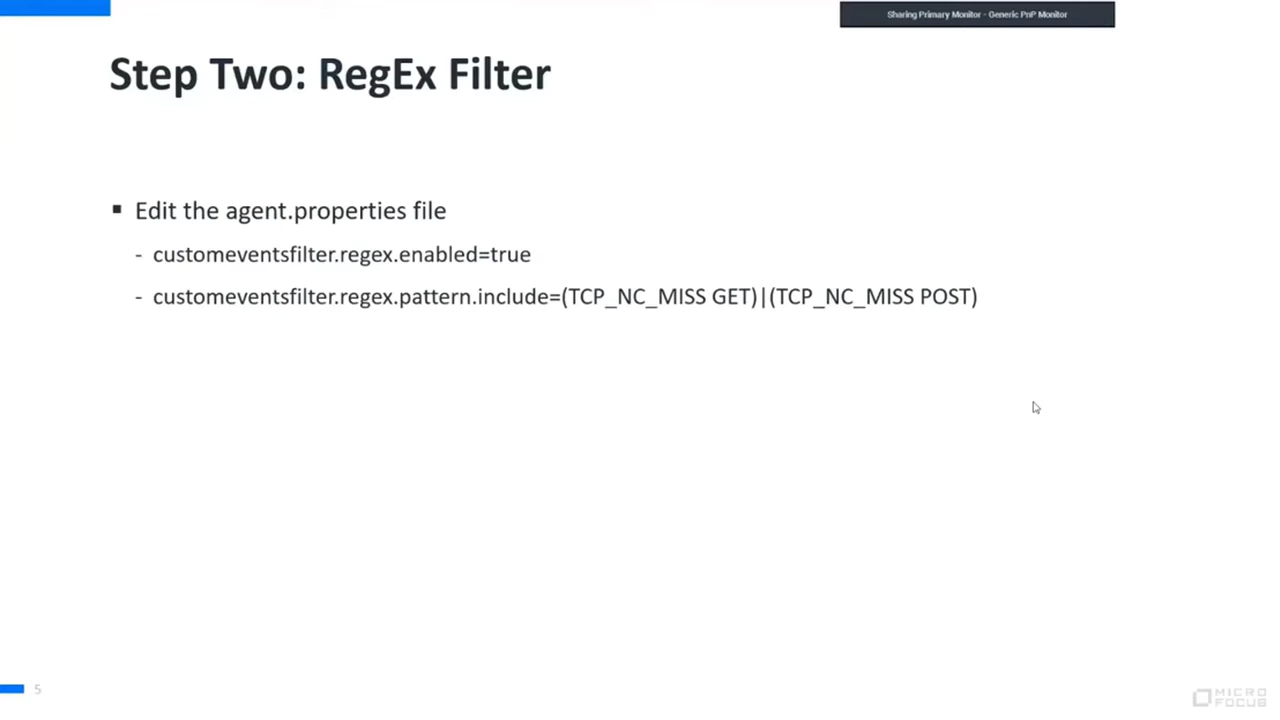 Sharing Primary Monitor - Generic PnP Monitor
Step Two: RegEx Filter
▪ Edit the agent.properties file
- customeventsfilter.regex.enabled=true
- customeventsfilter.regex.pattern.include=(TCP_NC_MISS GET)|(TCP_NC_MISS POST)
5
MICRO
FOCUS